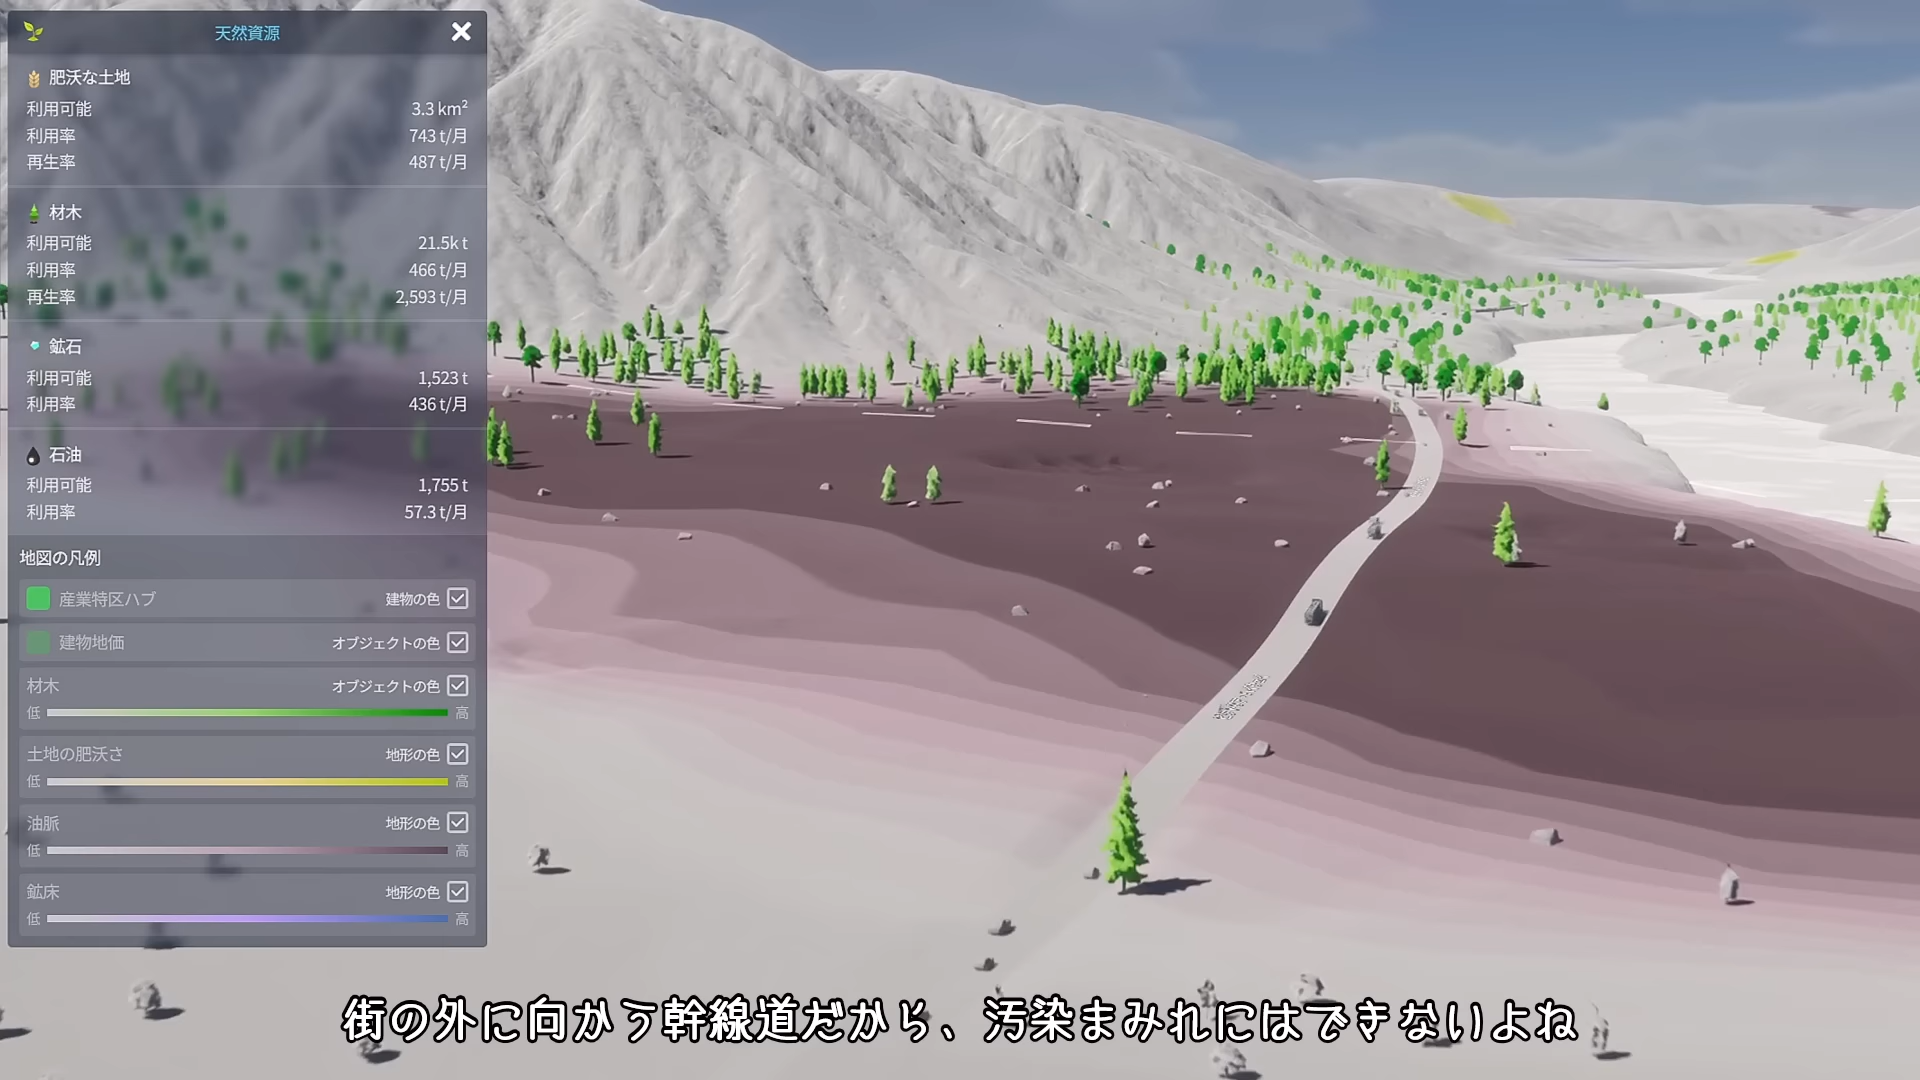 天然資源
肥沃な土地
利用可能 3.3 km²
利用率 743 t/月
再生率 487 t/月
材木
利用可能 21.5k t
利用率 466 t/月
再生率 2,593 t/月
鉱石
利用可能 1,523 t
利用率 436 t/月
石油
利用可能 1,755 t
利用率 57.3 t/月
地図の凡例
産業特区ハブ 建物の色
建物地価 オブジェクトの色
材木 オブジェクトの色
低 高
土地の肥沃さ 地形の色
低 高
油脈 地形の色
低 高
鉱床 地形の色
低 高
街の外に向かう幹線道だから、汚染まみれにはできないよね